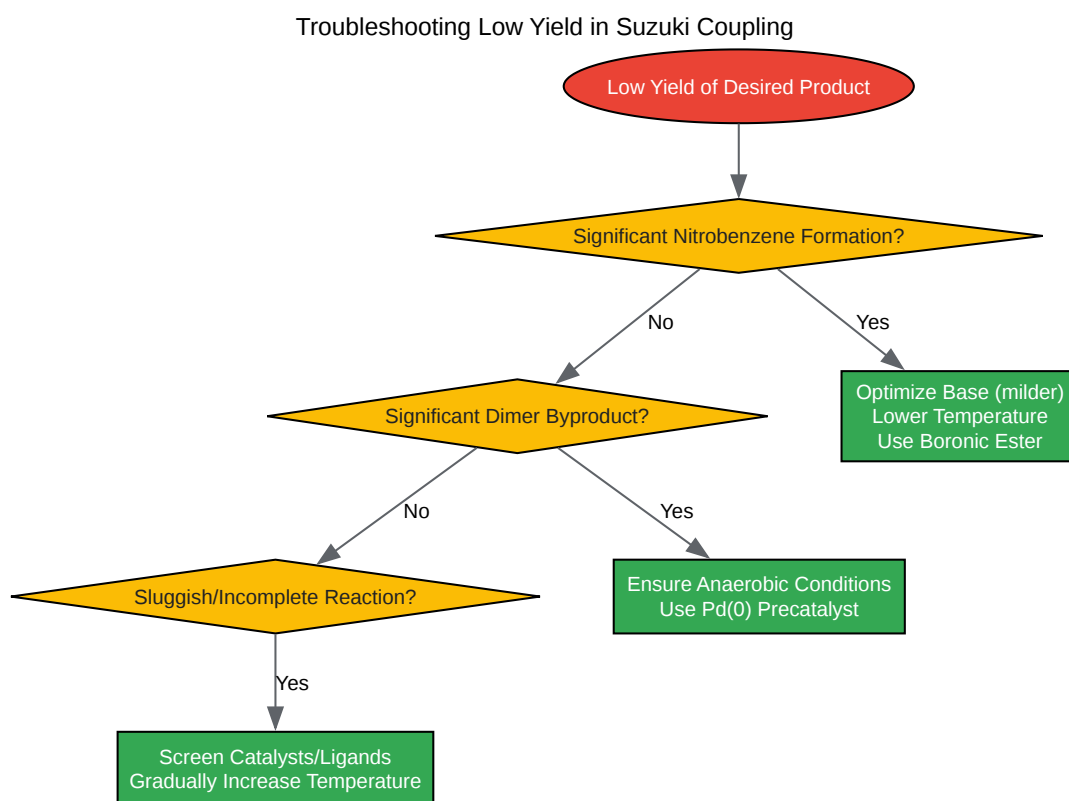 Troubleshooting Low Yield in Suzuki Coupling
Low Yield of Desired Product
Significant Nitrobenzene Formation?
No
Yes
Optimize Base (milder)
Lower Temperature
Use Boronic Ester
Significant Dimer Byproduct?
No
Yes
Ensure Anaerobic Conditions
Use Pd(0) Precatalyst
Sluggish/Incomplete Reaction?
Yes
Screen Catalysts/Ligands
Gradually Increase Temperature